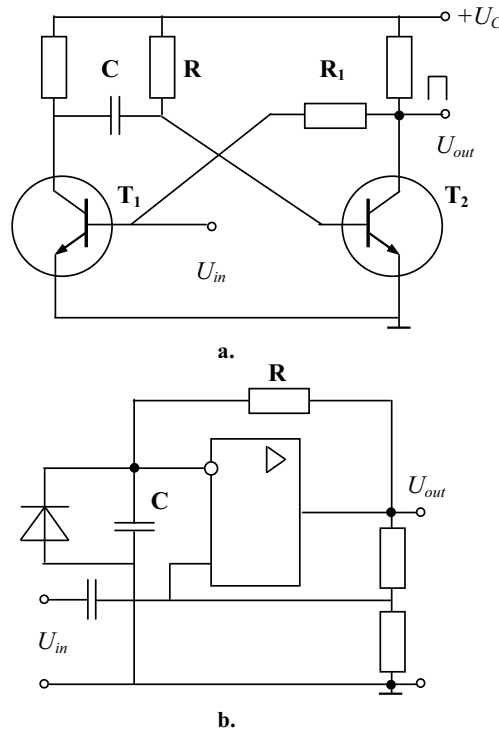 +U_C
C R R₁
U_out
T₁ T₂
U_in
a.
R
U_out
C
U_in
b.